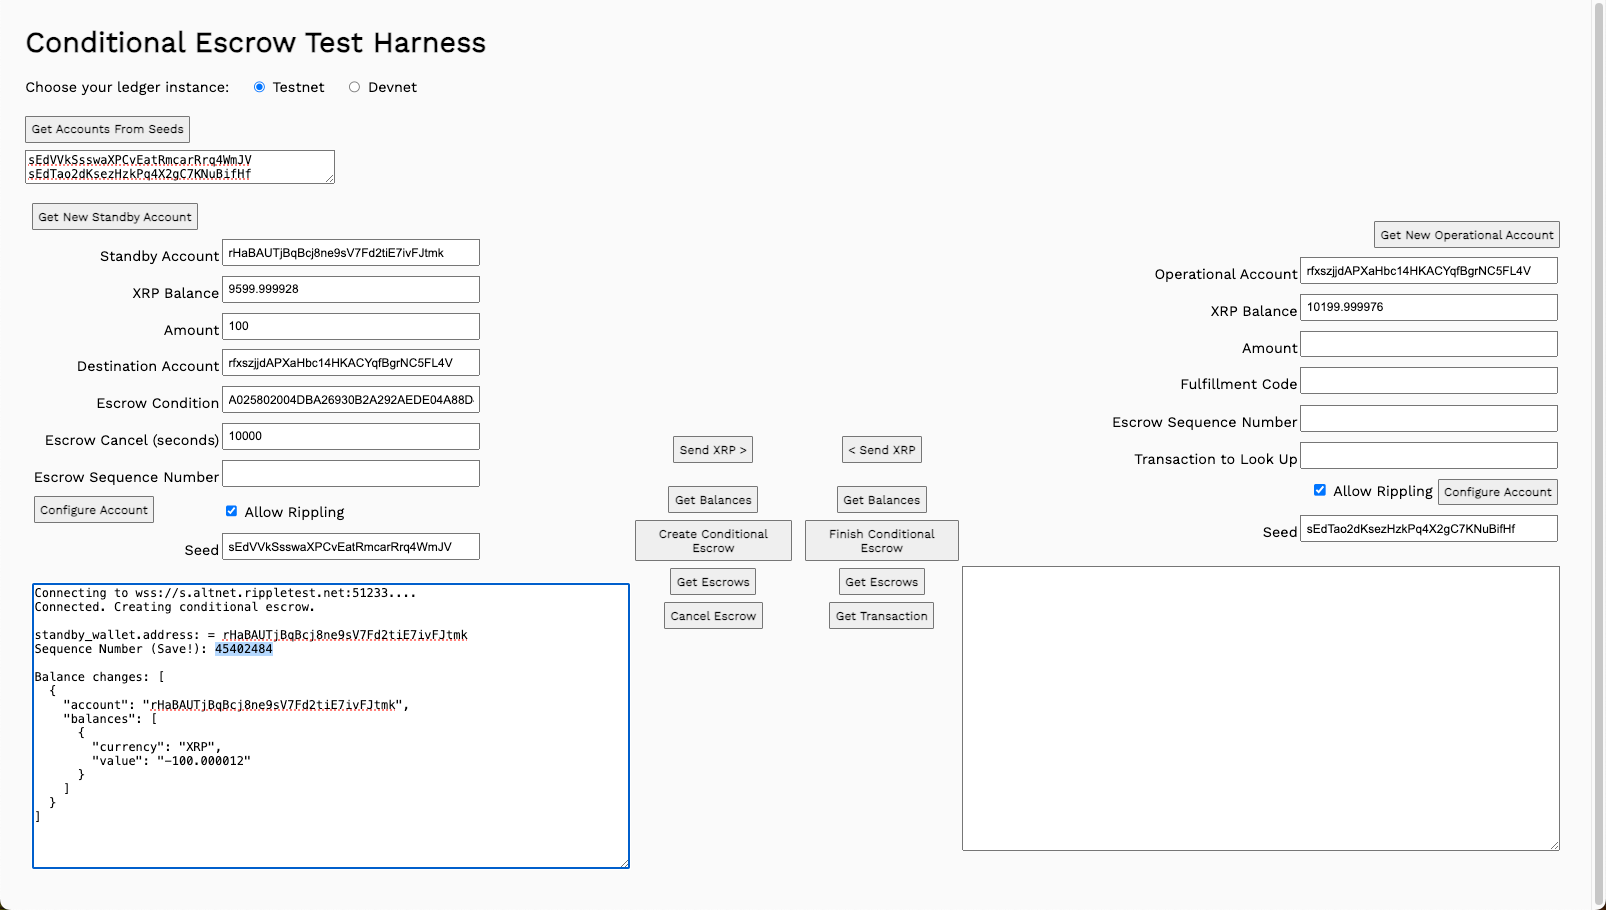 Conditional Escrow Test Harness
Choose your ledger instance: Testnet Devnet
Get Accounts From Seeds
sEdVVkSsswaXPCvEatRmcarRrq4WmJV
sEdTao2dKsezHzkPq4X2gC7KNuBifHf
Get New Standby Account
Standby Account rHaBAUTjBqBcj8ne9sV7Fd2tiE7ivFJtmk
XRP Balance 9599.999928
Amount 100
Destination Account rfxszjjdAPXaHbc14HKACYqfBgrNC5FL4V
Escrow Condition A025802004DBA26930B2A292AEDE04A88D
Escrow Cancel (seconds) 10000
Escrow Sequence Number
Configure Account Allow Rippling
Seed sEdVVkSsswaXPCvEatRmcarRrq4WmJV
Connecting to wss://s.altnet.rippletest.net:51233....
Connected. Creating conditional escrow.
standby_wallet.address: = rHaBAUTjBqBcj8ne9sV7Fd2tiE7ivFJtmk
Sequence Number (Save!): 45402484
Balance changes: [
{
"account": "rHaBAUTjBqBcj8ne9sV7Fd2tiE7ivFJtmk",
"balances": [
{
"currency": "XRP",
"value": "-100.000012"
}
]
}
]
Send XRP > < Send XRP
Get Balances Get Balances
Create Conditional
Escrow
Finish Conditional
Escrow
Get Escrows Get Escrows
Cancel Escrow Get Transaction
Get New Operational Account
Operational Account rfxszjjdAPXaHbc14HKACYqfBgrNC5FL4V
XRP Balance 10199.999976
Amount
Fulfillment Code
Escrow Sequence Number
Transaction to Look Up
Allow Rippling Configure Account
Seed sEdTao2dKsezHzkPq4X2gC7KNuBifHf